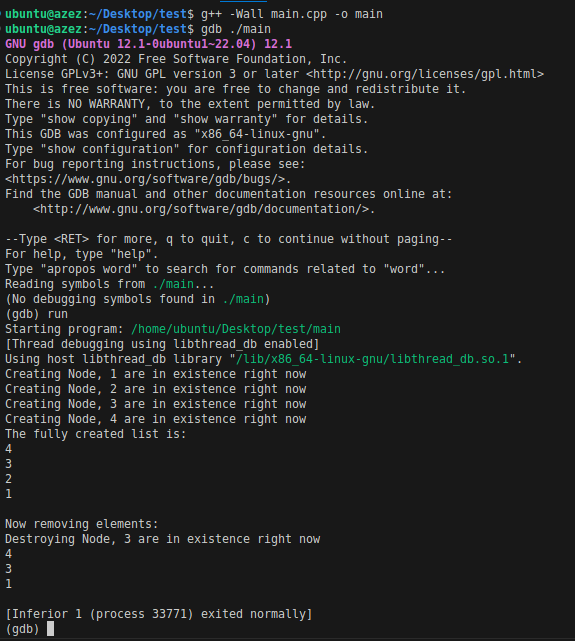 ubuntu@azez:~/Desktop/test$ g++ -Wall main.cpp -o main
ubuntu@azez:~/Desktop/test$ gdb ./main
GNU gdb (Ubuntu 12.1-0ubuntu1~22.04) 12.1
Copyright (C) 2022 Free Software Foundation, Inc.
License GPLv3+: GNU GPL version 3 or later <http://gnu.org/licenses/gpl.html>
This is free software: you are free to change and redistribute it.
There is NO WARRANTY, to the extent permitted by law.
Type "show copying" and "show warranty" for details.
This GDB was configured as "x86_64-linux-gnu".
Type "show configuration" for configuration details.
For bug reporting instructions, please see:
<https://www.gnu.org/software/gdb/bugs/>.
Find the GDB manual and other documentation resources online at:
    <http://www.gnu.org/software/gdb/documentation/>.

--Type <RET> for more, q to quit, c to continue without paging--
For help, type "help".
Type "apropos word" to search for commands related to "word"...
Reading symbols from ./main...
(No debugging symbols found in ./main)
(gdb) run
Starting program: /home/ubuntu/Desktop/test/main
[Thread debugging using libthread_db enabled]
Using host libthread_db library "/lib/x86_64-linux-gnu/libthread_db.so.1".
Creating Node, 1 are in existence right now
Creating Node, 2 are in existence right now
Creating Node, 3 are in existence right now
Creating Node, 4 are in existence right now
The fully created list is:
4
3
2
1

Now removing elements:
Destroying Node, 3 are in existence right now
4
3
1

[Inferior 1 (process 33771) exited normally]
(gdb)